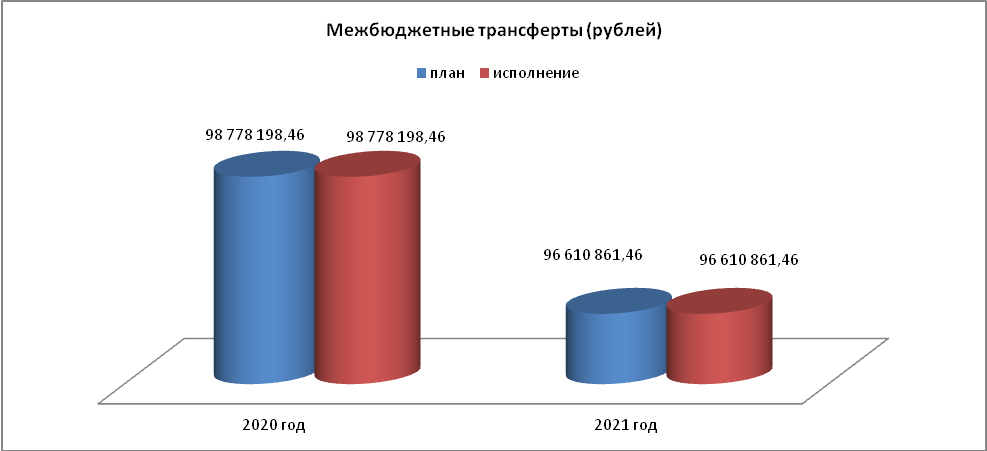 Межбюджетные трансферты (рублей)
план исполнение
98 778 198,46 98 778 198,46
96 610 861,46 96 610 861,46
2020 год 2021 год